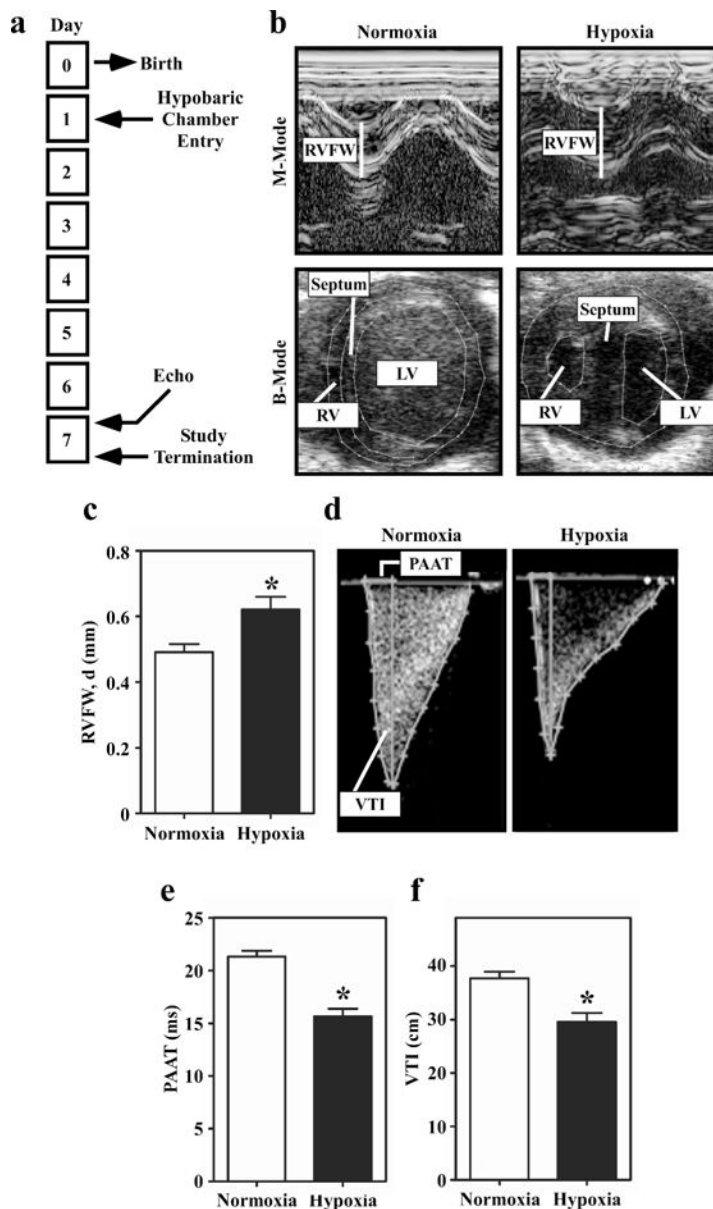 a
Day
0
Birth
1
Hypobaric
Chamber
Entry
2
3
4
5
6
Echo
7
Study
Termination
b
Normoxia
Hypoxia
M-Mode
RVFW
RVFW
B-Mode
Septum
LV
RV
Septum
RV
LV
c
RVFW, d (mm)
0.8
0.6
0.4
0.2
0
*
Normoxia Hypoxia
d
Normoxia
Hypoxia
PAAT
VTI
e
PAAT (ms)
25
20
15
10
5
0
*
Normoxia Hypoxia
f
VTI (cm)
40
30
20
10
0
*
Normoxia Hypoxia